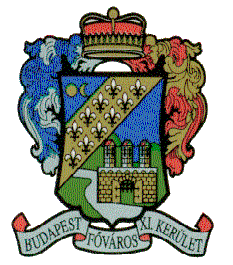 BUDAPEST FŐVÁROS XI. KERÜLET